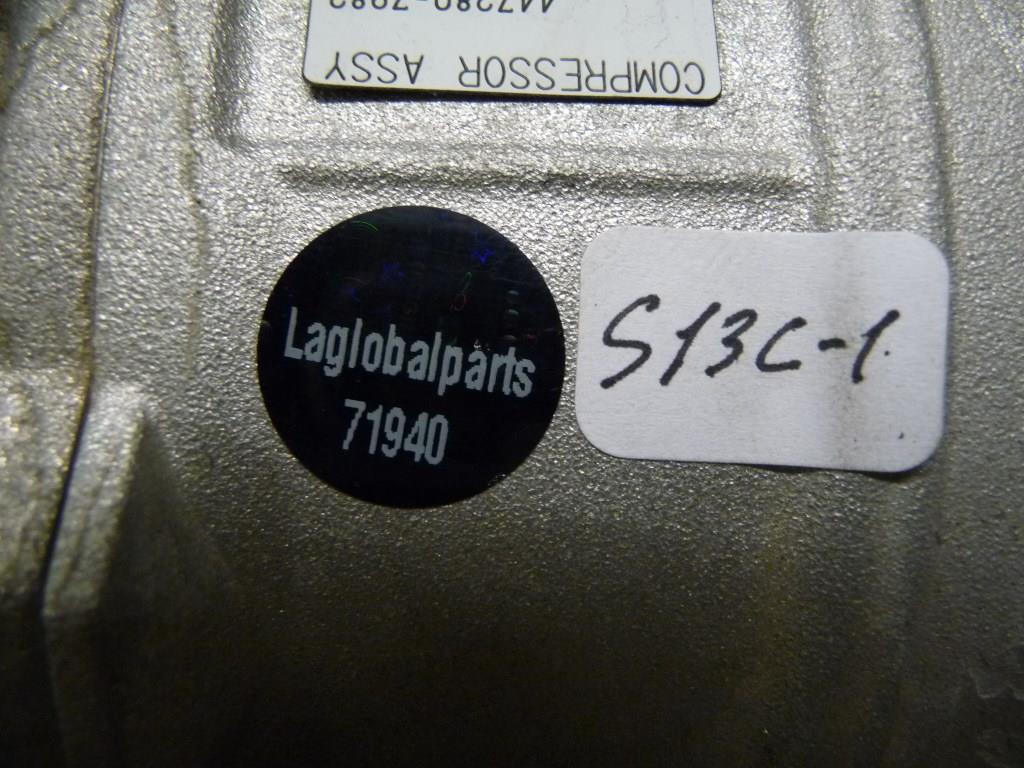 COMPRESSOR ASSY
Laglobalparts
71940
S13C-1.